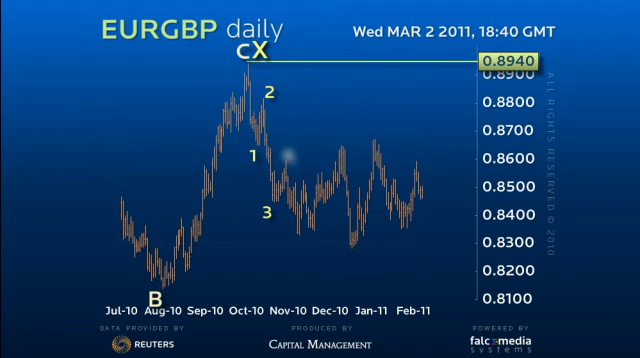 EURGBP daily
Wed MAR 2 2011, 18:40 GMT
cX
0.8940
0.8900
2
0.8800
0.8700
1
0.8600
0.8500
3
0.8400
0.8300
0.8200
B
0.8100
Jul-10 Aug-10 Sep-10 Oct-10 Nov-10 Dec-10 Jan-11 Feb-11
ALL RIGHTS RESERVED © 2010
DATA PROVIDED BY
REUTERS
PRODUCED BY
CAPITAL MANAGEMENT
POWERED BY
falc media
systems